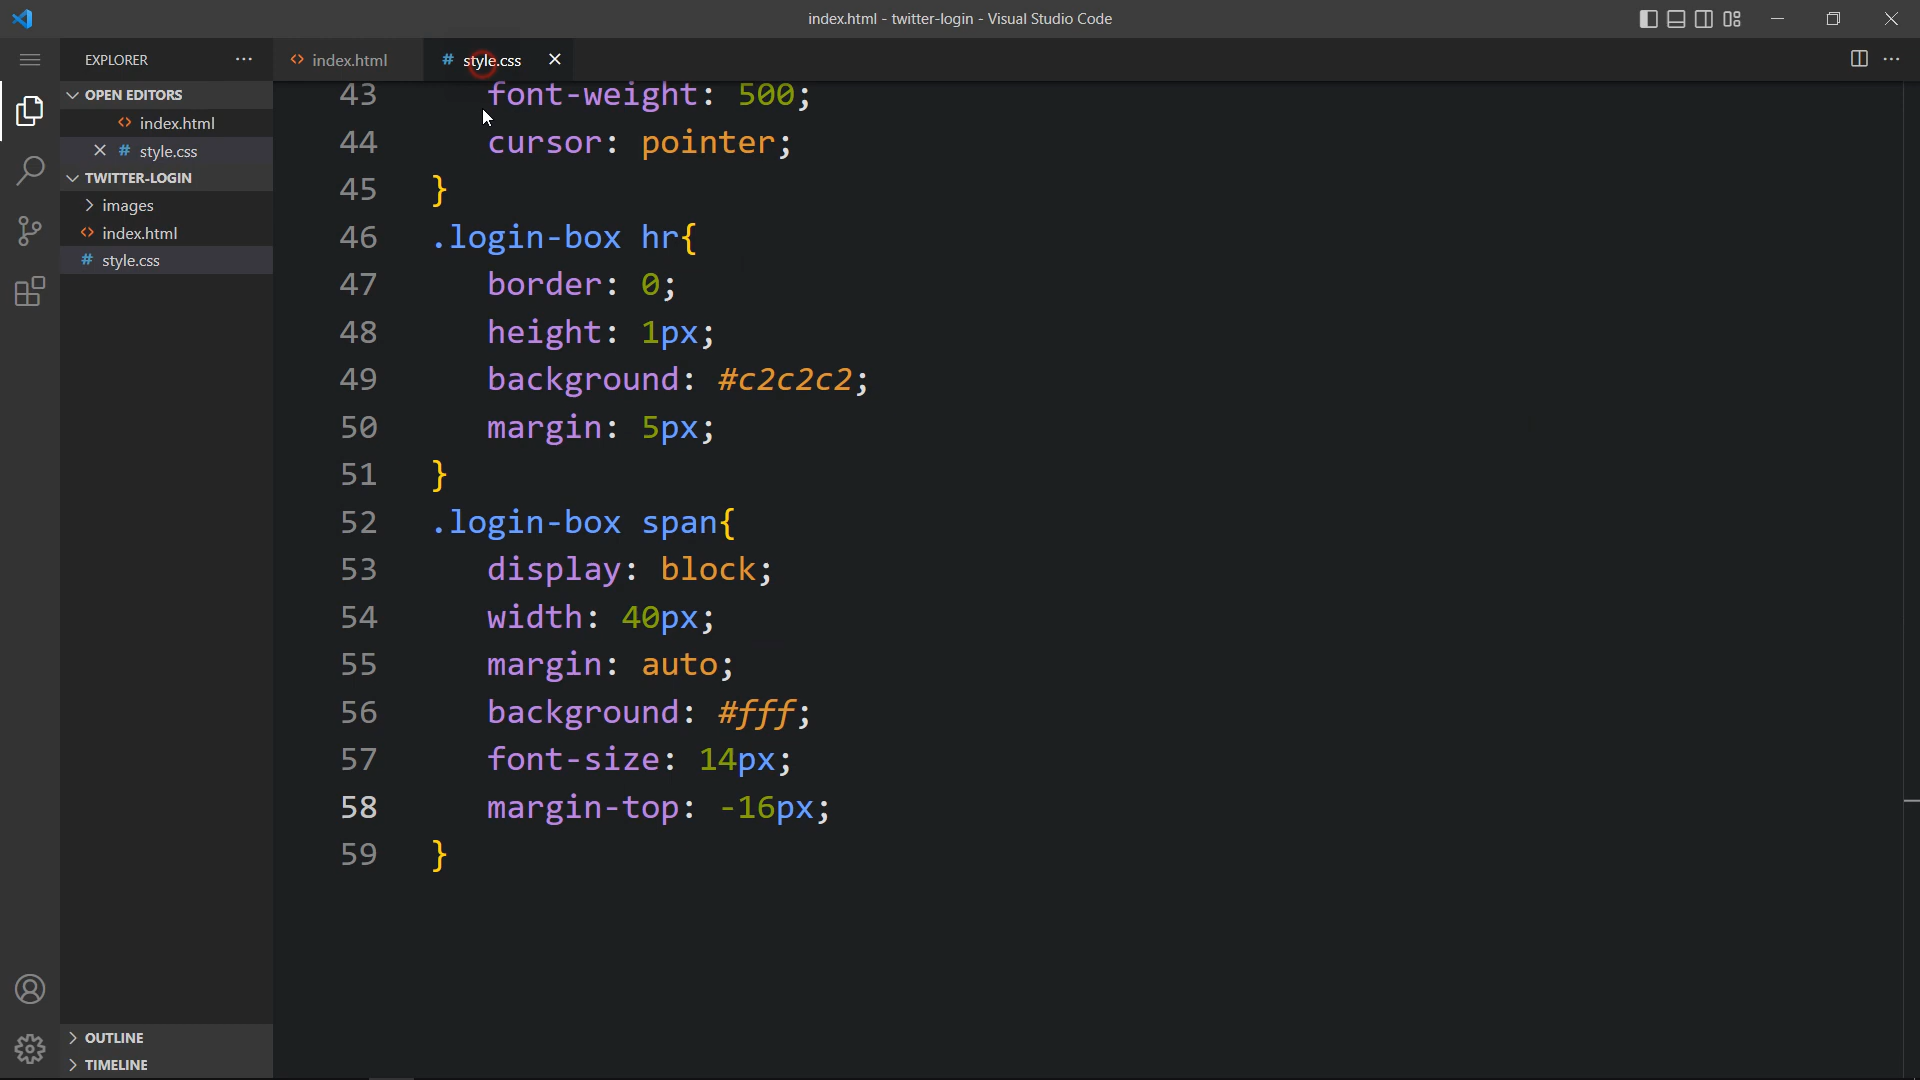 index.html - twitter-login - Visual Studio Code
EXPLORER
index.html
style.css
OPEN EDITORS
index.html
style.css
TWITTER-LOGIN
images
index.html
style.css
OUTLINE
TIMELINE
43 font-weight: 500;
44 cursor: pointer;
45 }
46 .login-box hr{
47 border: 0;
48 height: 1px;
49 background: #c2c2c2;
50 margin: 5px;
51 }
52 .login-box span{
53 display: block;
54 width: 40px;
55 margin: auto;
56 background: #fff;
57 font-size: 14px;
58 margin-top: -16px;
59 }